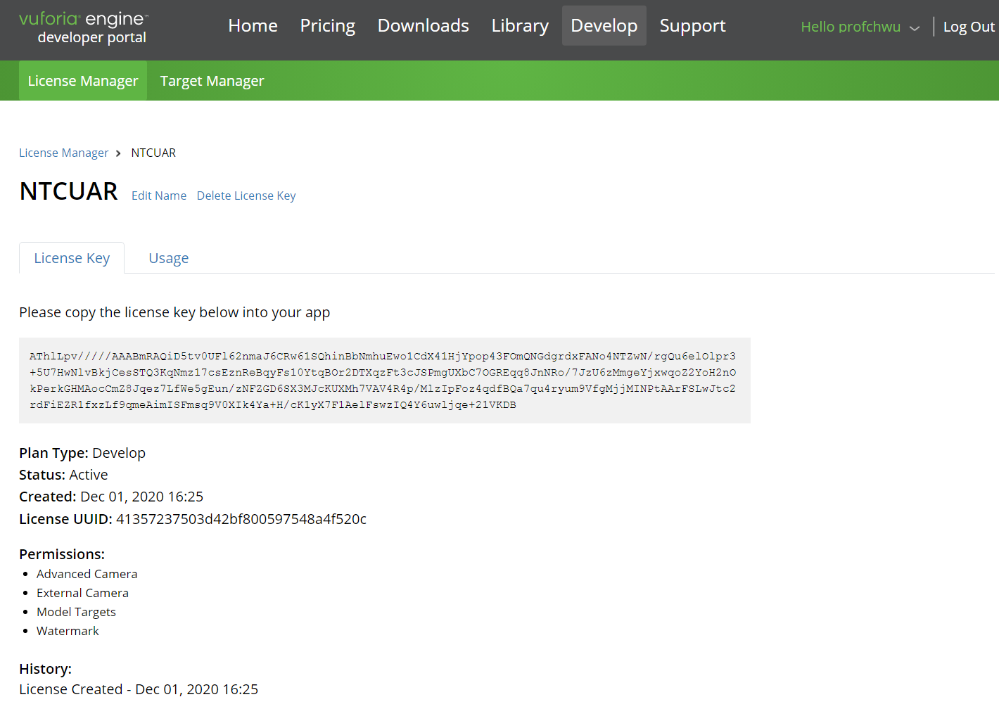 vuforia engine™
developer portal
Home Pricing Downloads Library Develop Support
Hello profchwu Log Out
License Manager Target Manager
License Manager > NTCUAR
NTCUAR Edit Name Delete License Key
License Key Usage
Please copy the license key below into your app
AThlLpv/////AAABmRAQiD5tv0UFl62nmaJ6CRw61SQhinBbNmhuEwo1CdX41HjYpop43FOmQNGdgrdxFANo4NTZwN/rgQu6elOlpr3
+5U7HwNlvBkjCesSTQ3KqNmz17csEznReBqyFs10YtqBOr2DTXqzFt3cJSPmgUXbC7OGREqq8JnNRo/7JzU6zMmgeYjxwqoZ2YoH2nO
kPerkGHMAocCmZ8Jqez7LfWe5gEun/zNFZGD6SX3MJcKUXMh7VAV4R4p/MlzIpFoz4qdfBQa7qu4ryum9VfgMjjMINPtAArFSLwJtc2
rdFiEZR1fxzLf9qmeAimISFmsq9V0XIk4Ya+H/cK1yX7F1AelFswzIQ4Y6uwljqe+21VKDB
Plan Type: Develop
Status: Active
Created: Dec 01, 2020 16:25
License UUID: 41357237503d42bf800597548a4f520c
Permissions:
• Advanced Camera
• External Camera
• Model Targets
• Watermark
History:
License Created - Dec 01, 2020 16:25